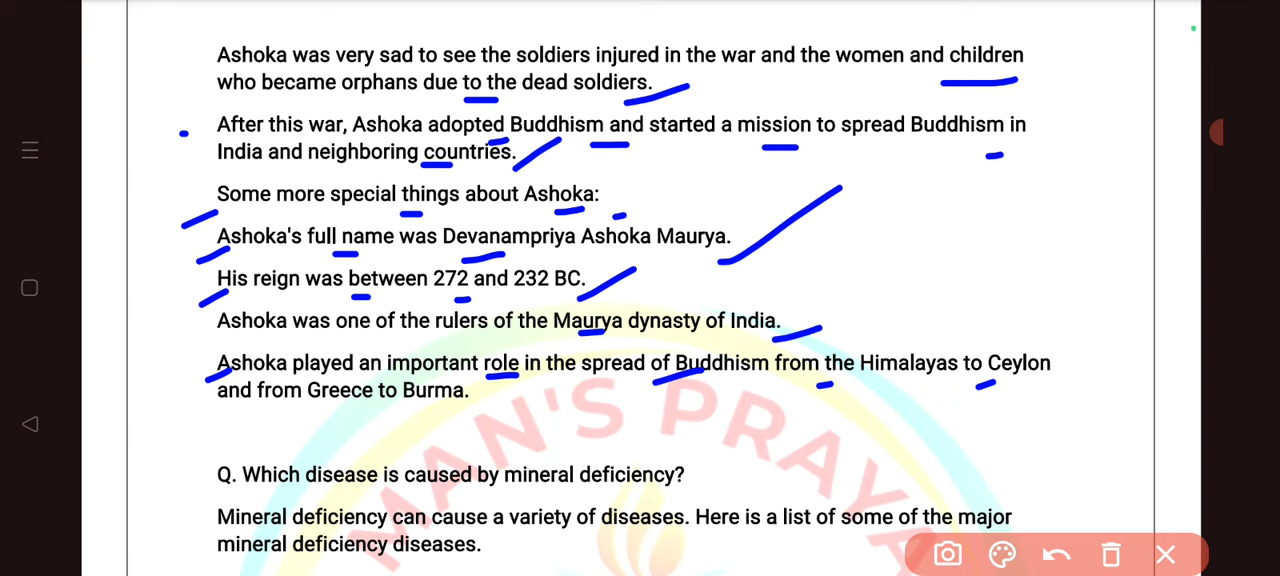 Ashoka was very sad to see the soldiers injured in the war and the women and children
who became orphans due to the dead soldiers.
After this war, Ashoka adopted Buddhism and started a mission to spread Buddhism in
India and neighboring countries.
Some more special things about Ashoka:
Ashoka's full name was Devanampriya Ashoka Maurya.
His reign was between 272 and 232 BC.
Ashoka was one of the rulers of the Maurya dynasty of India.
Ashoka played an important role in the spread of Buddhism from the Himalayas to Ceylon
and from Greece to Burma.
MAN'S PRAYA
Q. Which disease is caused by mineral deficiency?
Mineral deficiency can cause a variety of diseases. Here is a list of some of the major
mineral deficiency diseases.